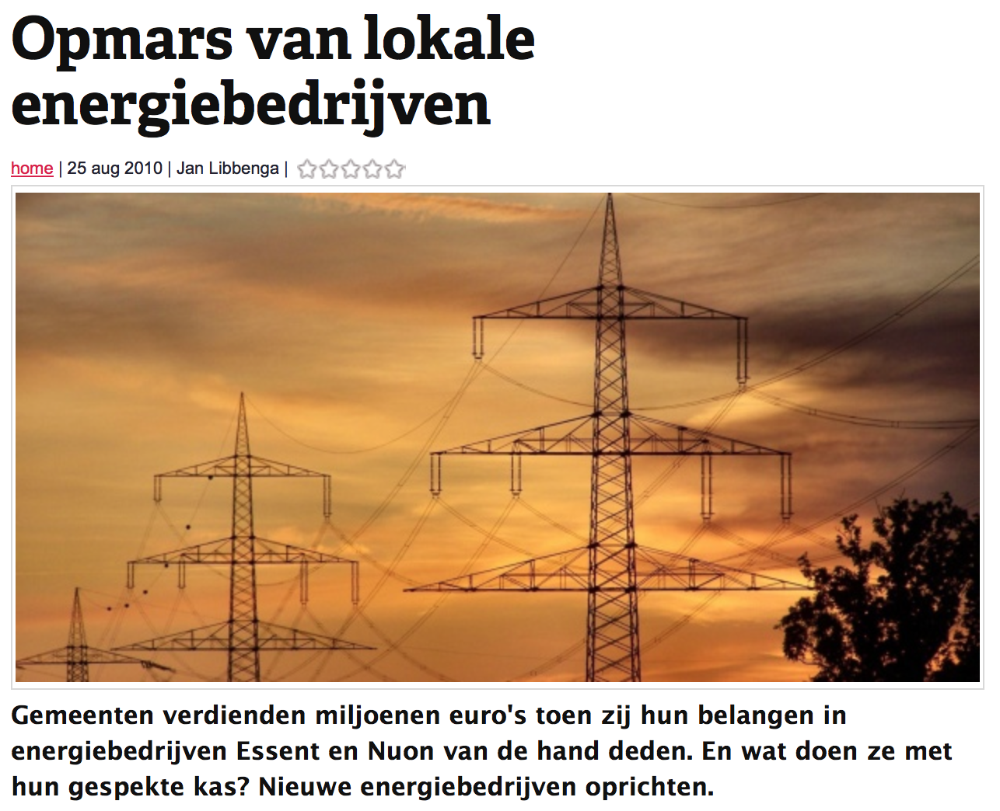 Opmars van lokale
energiebedrijven
home | 25 aug 2010 | Jan Libbenga |
Gemeenten verdienden miljoenen euro's toen zij hun belangen in
energiebedrijven Essent en Nuon van de hand deden. En wat doen ze met
hun gespekte kas? Nieuwe energiebedrijven oprichten.